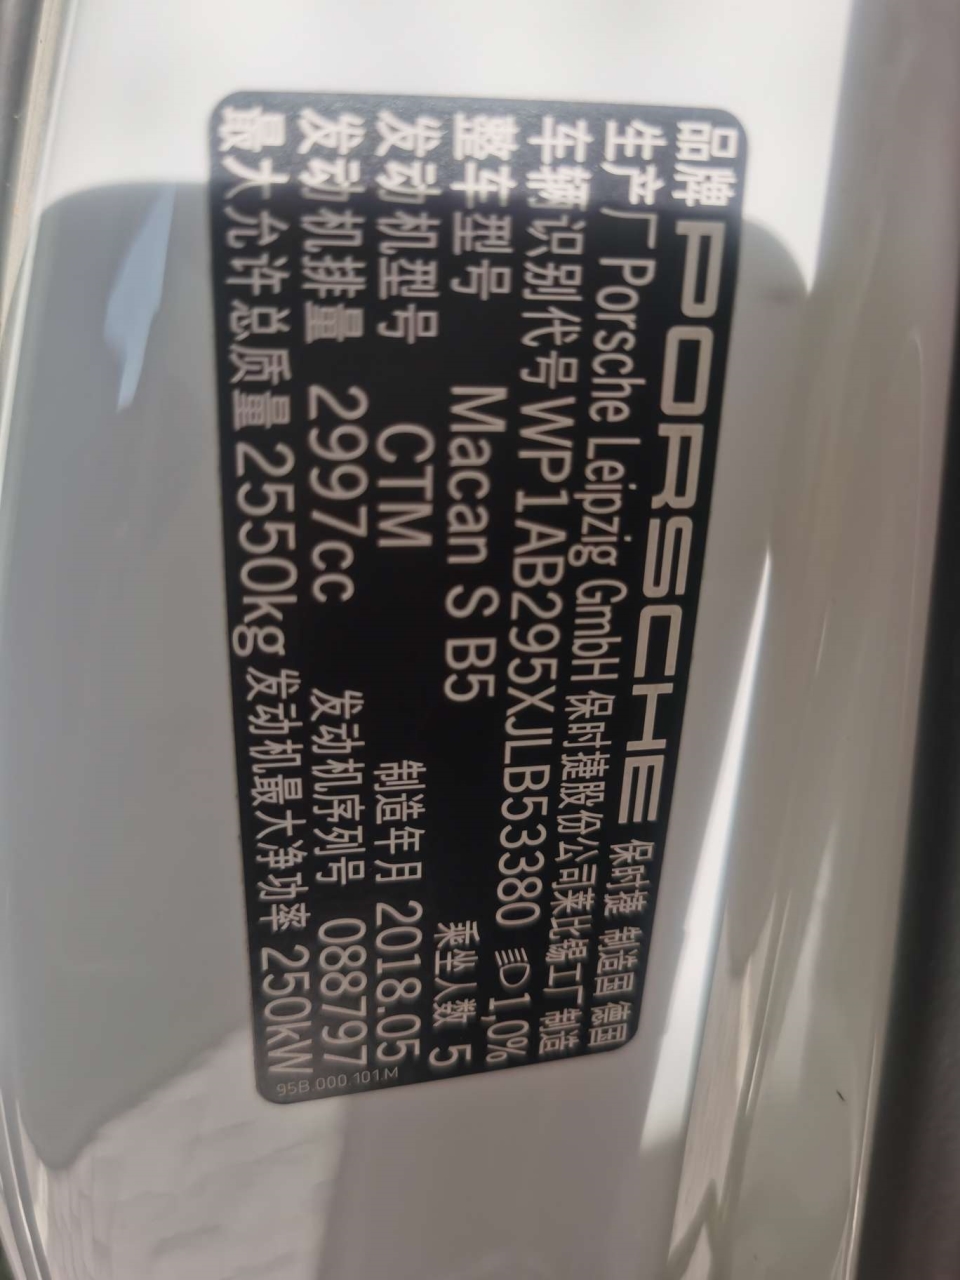 品牌 PORSCHE 保时捷 制造国 德国
生产厂 Porsche Leipzig GmbH 保时捷股份公司莱比锡工厂 制造
车辆识别代号 WP1AB295XJLB53380 1,0%
整车型号 Macan S B5 乘坐人数 5
发动机型号 CTM 制造年月 2018.05
发动机排量 2997cc 发动机序列号 088797
最大允许总质量 2550kg 发动机最大净功率 250kW
95B.000.101.M